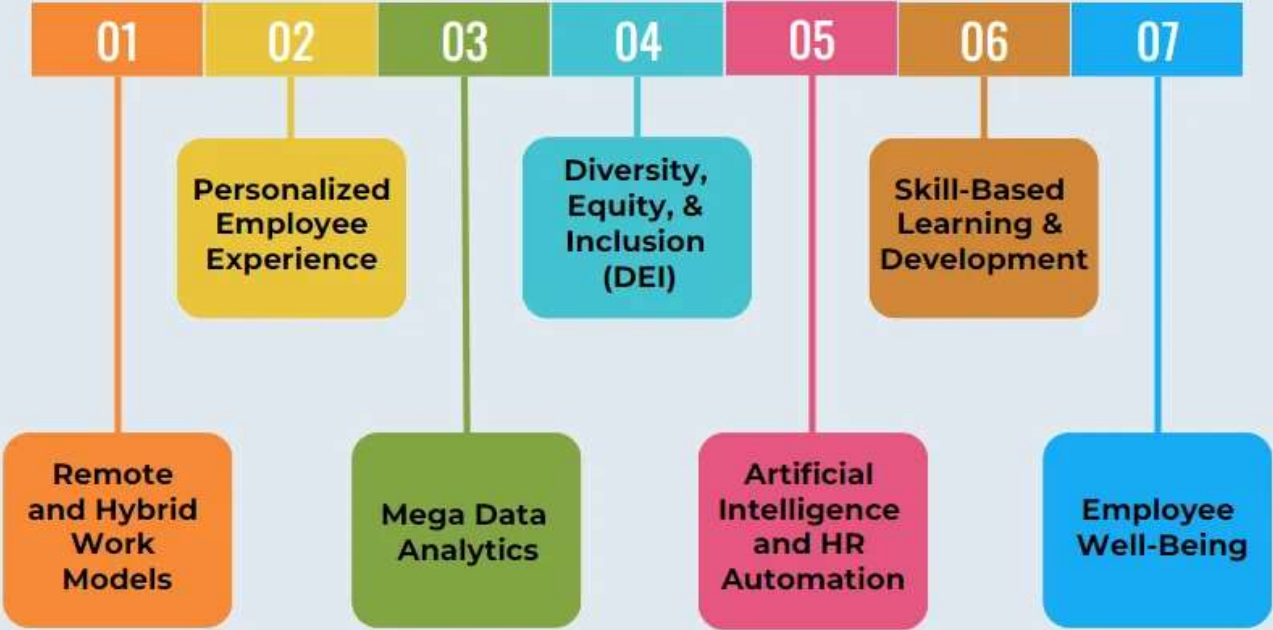 01
02
03
04
05
06
07
Personalized
Employee
Experience
Diversity,
Equity, &
Inclusion
(DEI)
Skill-Based
Learning &
Development
Remote
and Hybrid
Work
Models
Mega Data
Analytics
Artificial
Intelligence
and HR
Automation
Employee
Well-Being